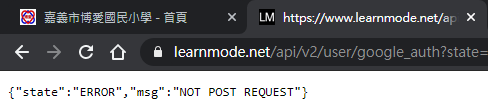 嘉義市博愛國民小學 - 首頁
LM https://www.learnmode.net/ap
learnmode.net/api/v2/user/google_auth?state=
{"state":"ERROR","msg":"NOT POST REQUEST"}